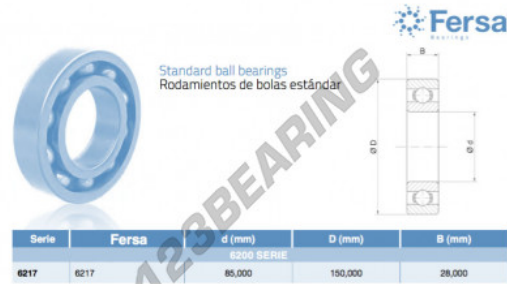 Fersa
Bearings
Standard ball bearings
Rodamientos de bolas estándar
B
Ø D
Ø d
123BEARING
Serie Fersa d (mm) D (mm) B (mm)
6200 SERIE
6217 6217 85,000 150,000 28,000